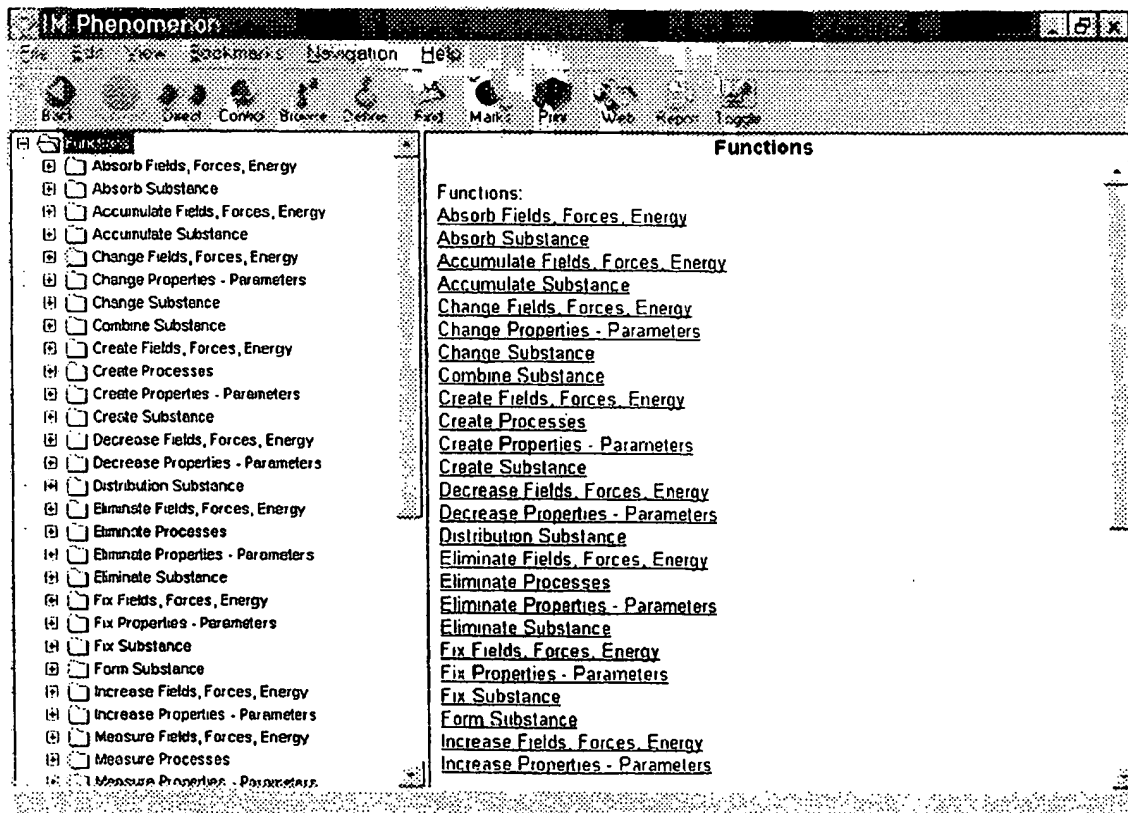 IM Phenomenon
File Edit View Bookmarks Navigation Help
Back Direct Control Browse Define Find Marks Print Web Report Toggle
Functions
Absorb Fields, Forces, Energy
Absorb Substance
Accumulate Fields, Forces, Energy
Accumulate Substance
Change Fields, Forces, Energy
Change Properties - Parameters
Change Substance
Combine Substance
Create Fields, Forces, Energy
Create Processes
Create Properties - Parameters
Create Substance
Decrease Fields, Forces, Energy
Decrease Properties - Parameters
Distribution Substance
Eliminate Fields, Forces, Energy
Eliminate Processes
Eliminate Properties - Parameters
Eliminate Substance
Fix Fields, Forces, Energy
Fix Properties - Parameters
Fix Substance
Form Substance
Increase Fields, Forces, Energy
Increase Properties - Parameters
Measure Fields, Forces, Energy
Measure Processes
Measure Properties - Parameters
Functions
Functions:
Absorb Fields, Forces, Energy
Absorb Substance
Accumulate Fields, Forces, Energy
Accumulate Substance
Change Fields, Forces, Energy
Change Properties - Parameters
Change Substance
Combine Substance
Create Fields, Forces, Energy
Create Processes
Create Properties - Parameters
Create Substance
Decrease Fields, Forces, Energy
Decrease Properties - Parameters
Distribution Substance
Eliminate Fields, Forces, Energy
Eliminate Processes
Eliminate Properties - Parameters
Eliminate Substance
Fix Fields, Forces, Energy
Fix Properties - Parameters
Fix Substance
Form Substance
Increase Fields, Forces, Energy
Increase Properties - Parameters